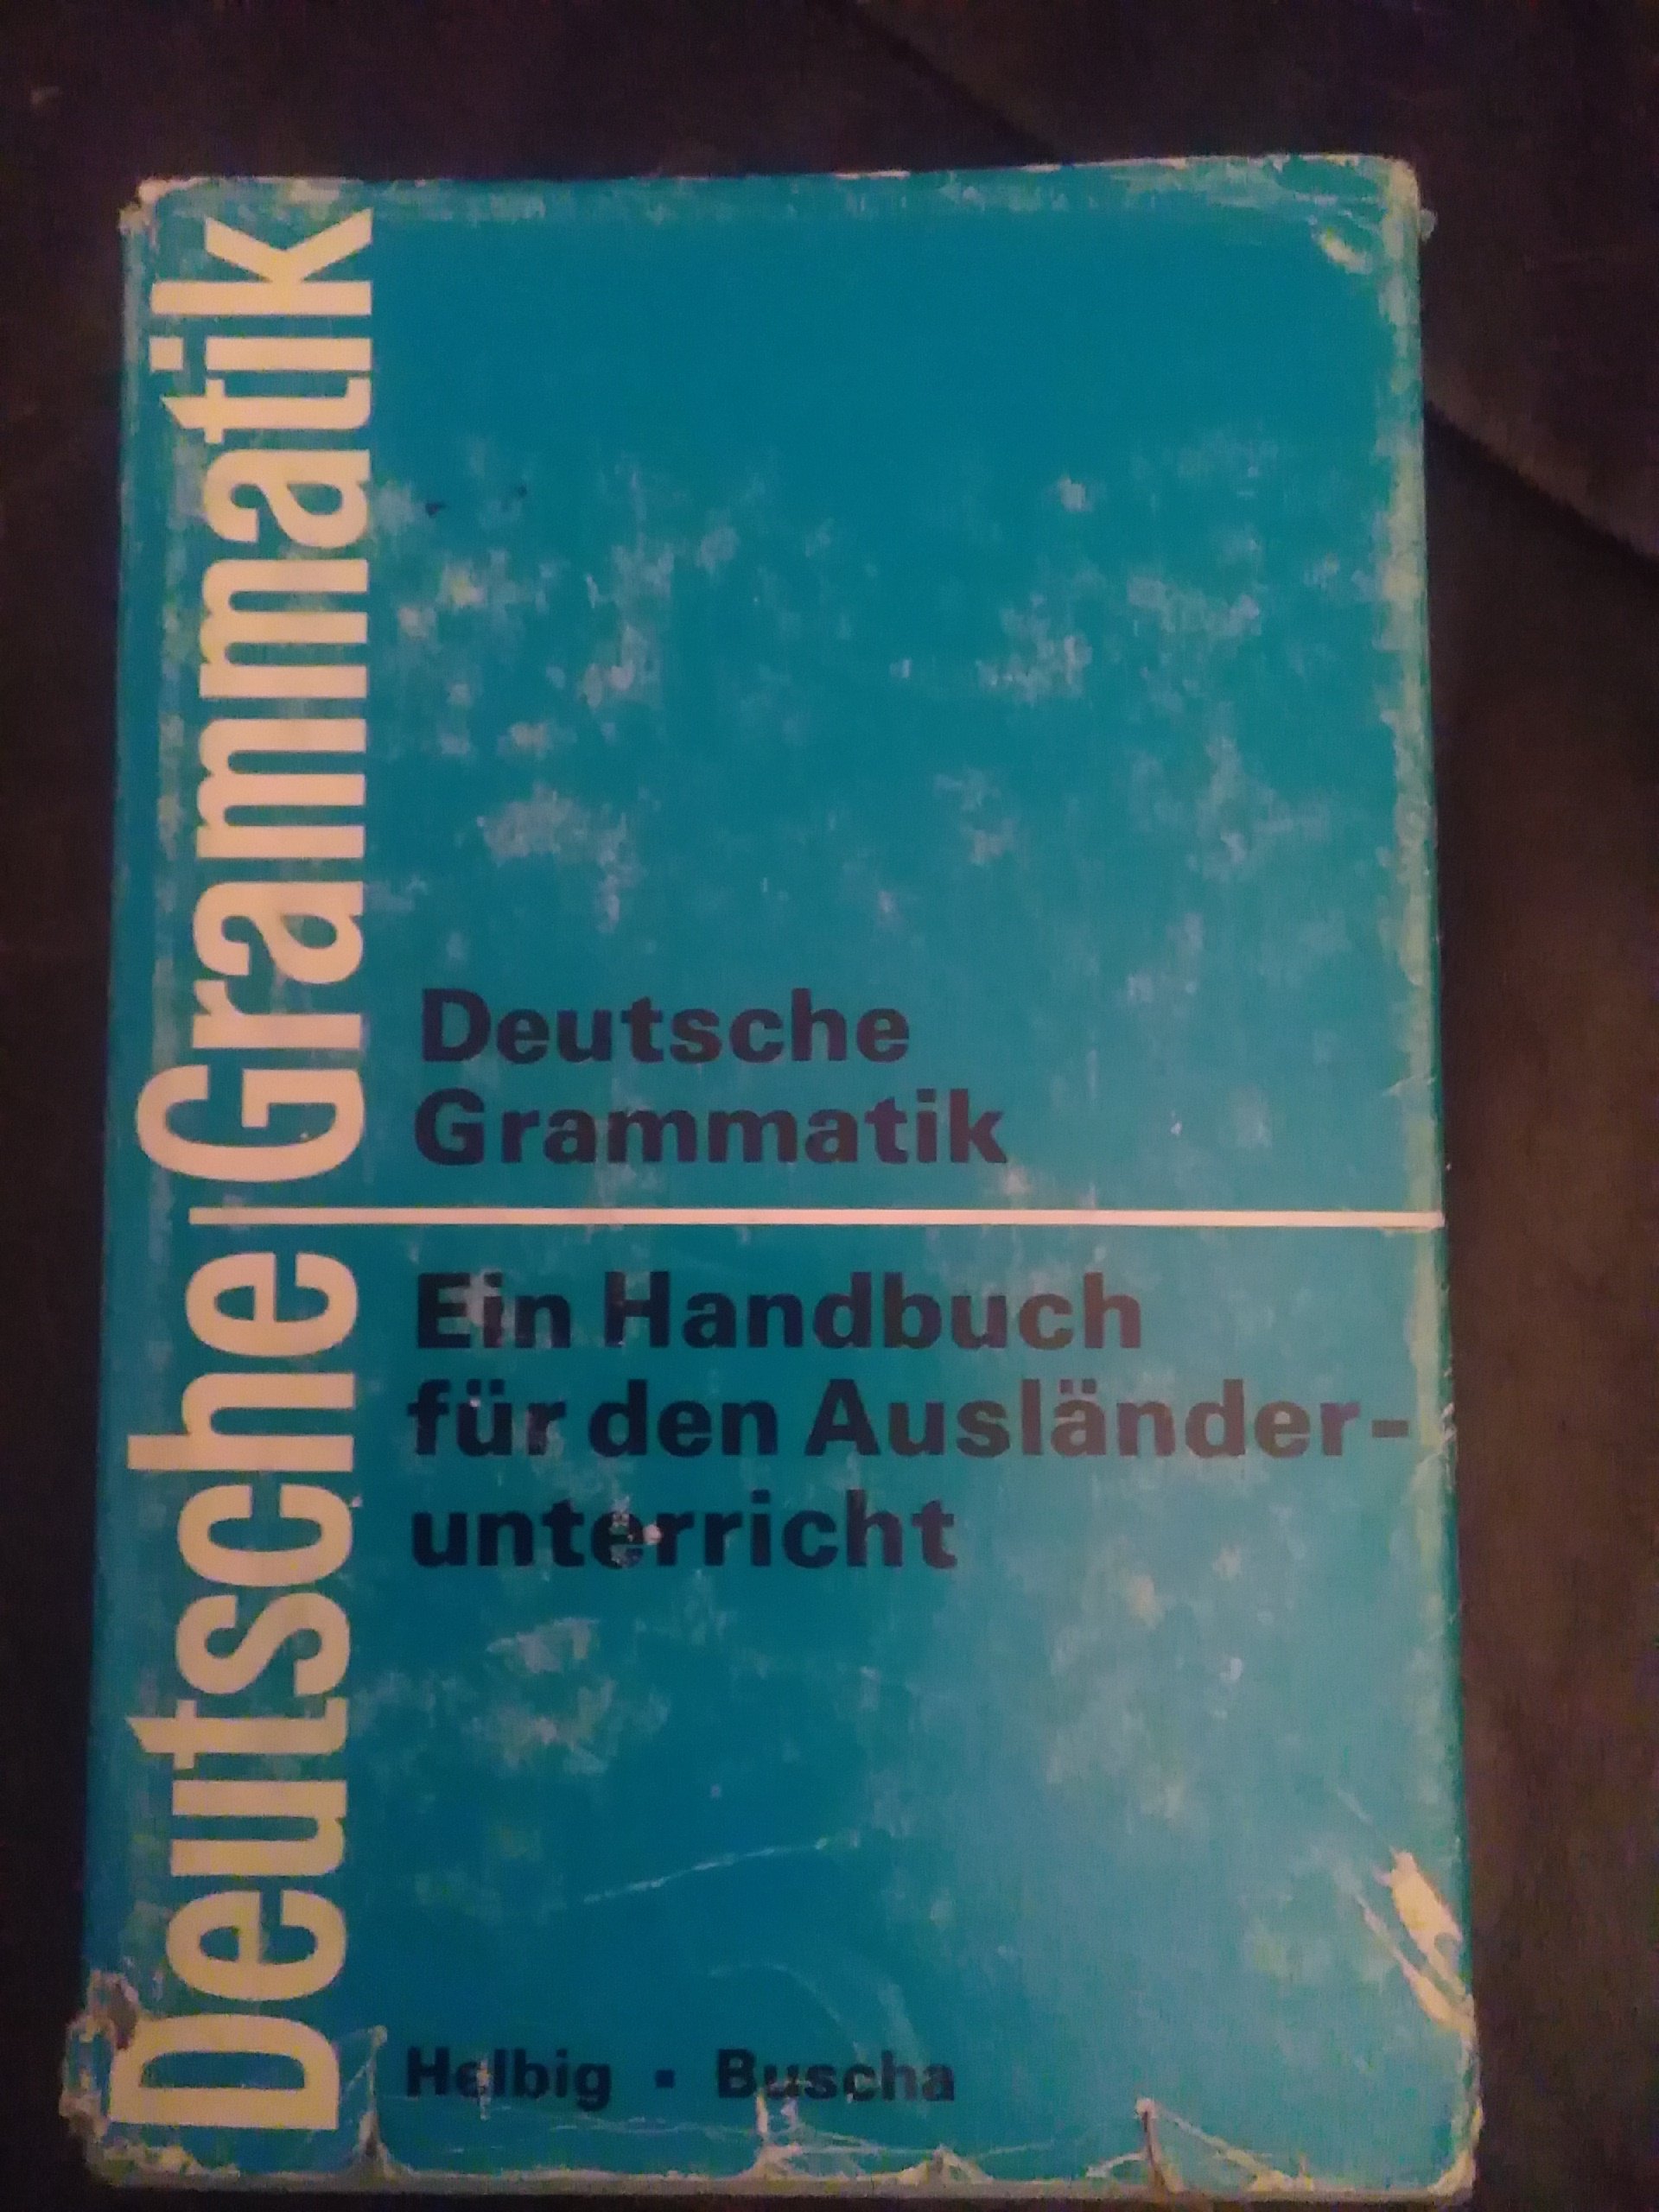 Deutsche Grammatik
Deutsche
Grammatik
Ein Handbuch
für den Ausländer-
unterricht
Helbig ▪ Buscha